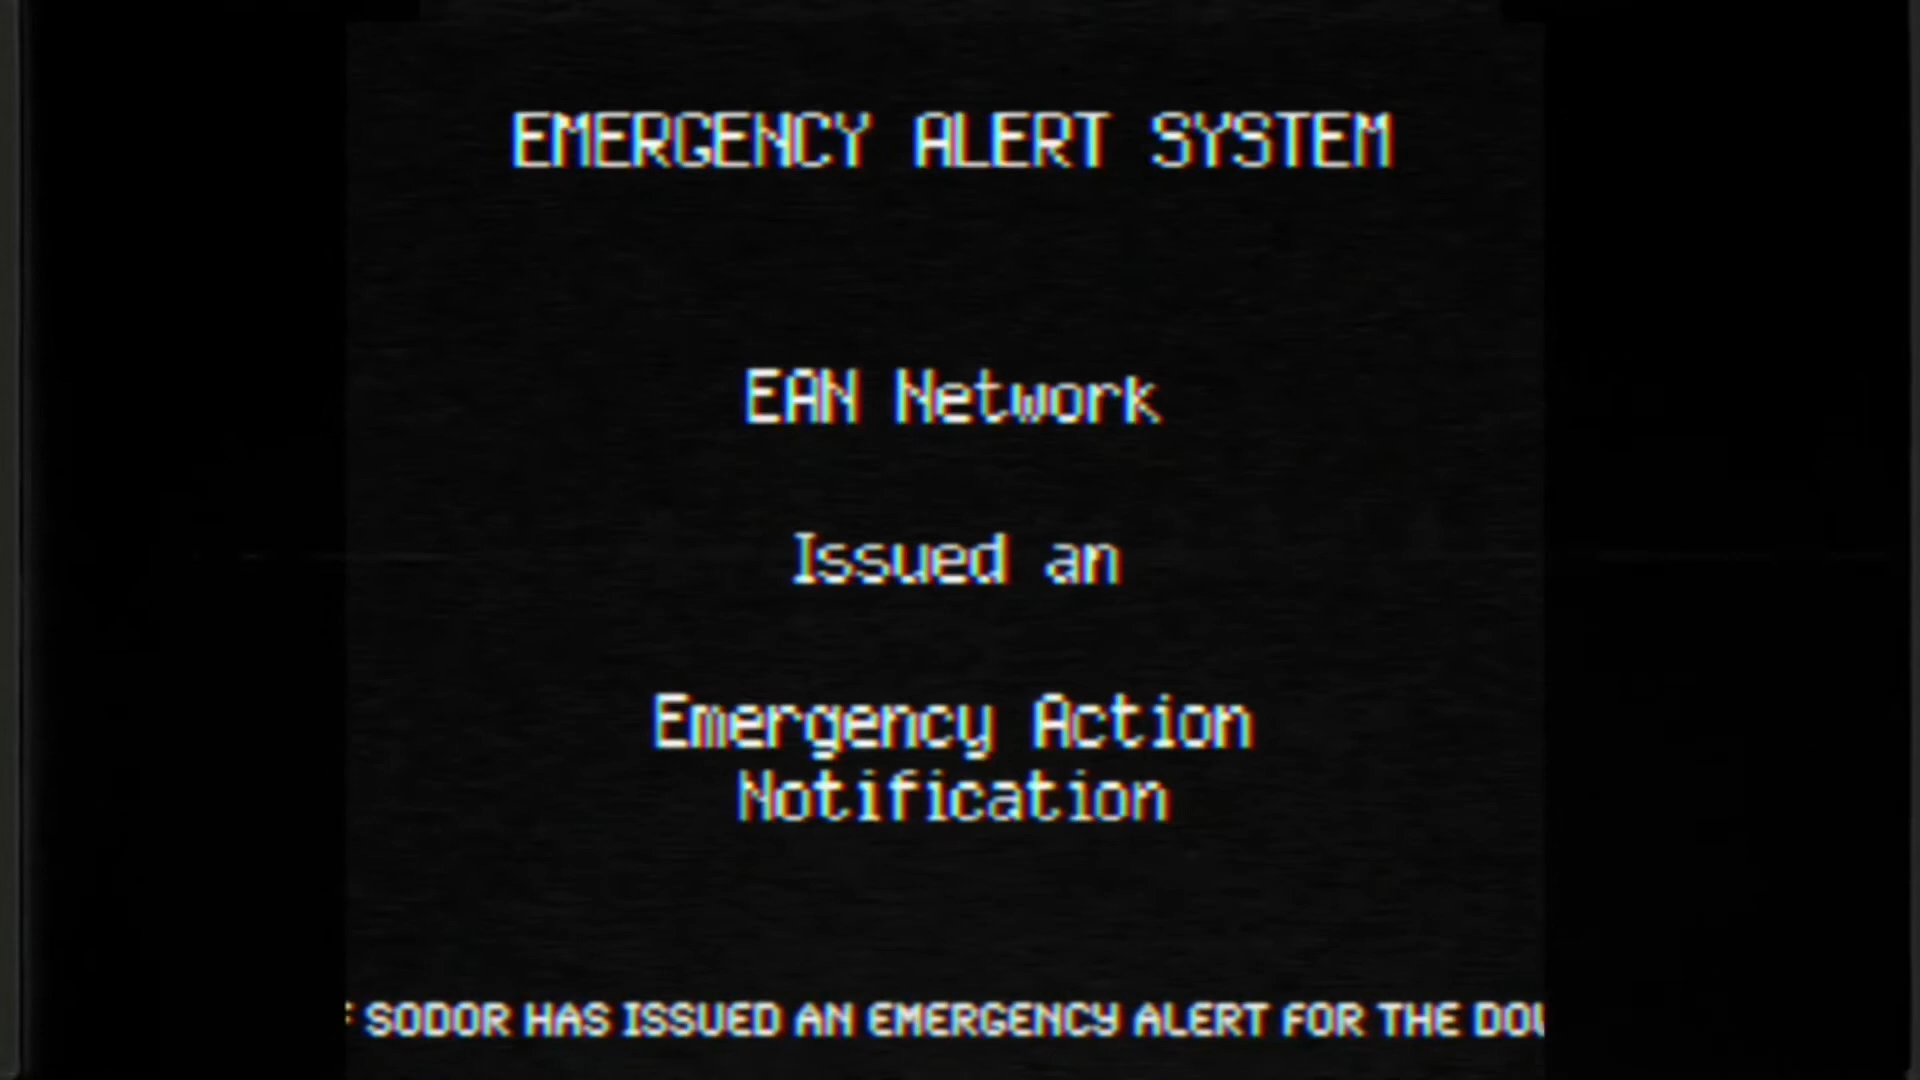 EMERGENCY ALERT SYSTEM
EAN Network
Issued an
Emergency Action
Notification
SODOR HAS ISSUED AN EMERGENCY ALERT FOR THE